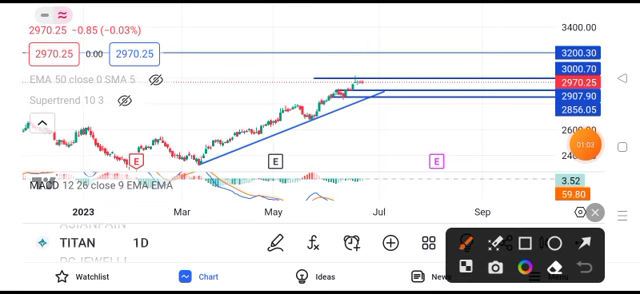 3400.00
2970.25 −0.85 (−0.03%)
2970.25 0.00 2970.25
3200.30
3000.70
2970.25
2907.90
2856.05
EMA 50 close 0 SMA 5
Supertrend 10 3
E E E
01:03
MACD 12 26 close 9 EMA EMA
3.52
59.80
2023 Mar May Jul Sep
TITAN 1D
Watchlist Chart Ideas News